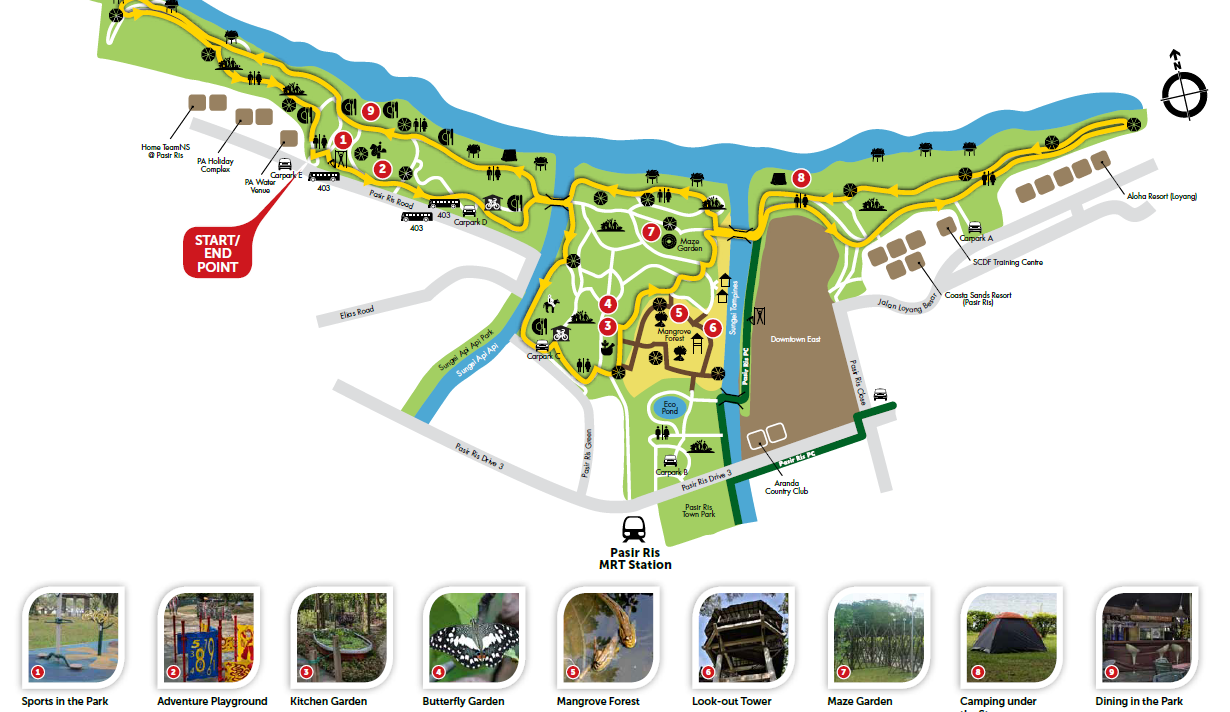 9
8
1
2
Home TeamNS
@ Pasir Ris
PA Holiday
Complex
PA Water
Venue
Carpark E
403
Pasir Ris Road
403
403
Carpark D
START/
END
POINT
7
Maze
Garden
Aloha Resort (Loyang)
Carpark A
SCDF Training Centre
Coasta Sands Resort
(Pasir Ris)
Jalan Loyang Besar
N
Elias Road
Sungei Api Api Park
Sungei Api Api
4
3
5
6
Mangrove
Forest
Sungei Tampines
Pasir Ris PC
Downtown East
Pasir Ris Close
Carpark C
Eco
Pond
Pasir Ris Green
Carpark B
Pasir Ris Drive 3
Pasir Ris Drive 3
Pasir Ris PC
Aranda
Country Club
Pasir Ris
Town Park
Pasir Ris
MRT Station
1
2
3
4
5
6
7
8
9
Sports in the Park
Adventure Playground
Kitchen Garden
Butterfly Garden
Mangrove Forest
Look-out Tower
Maze Garden
Camping under
Dining in the Park